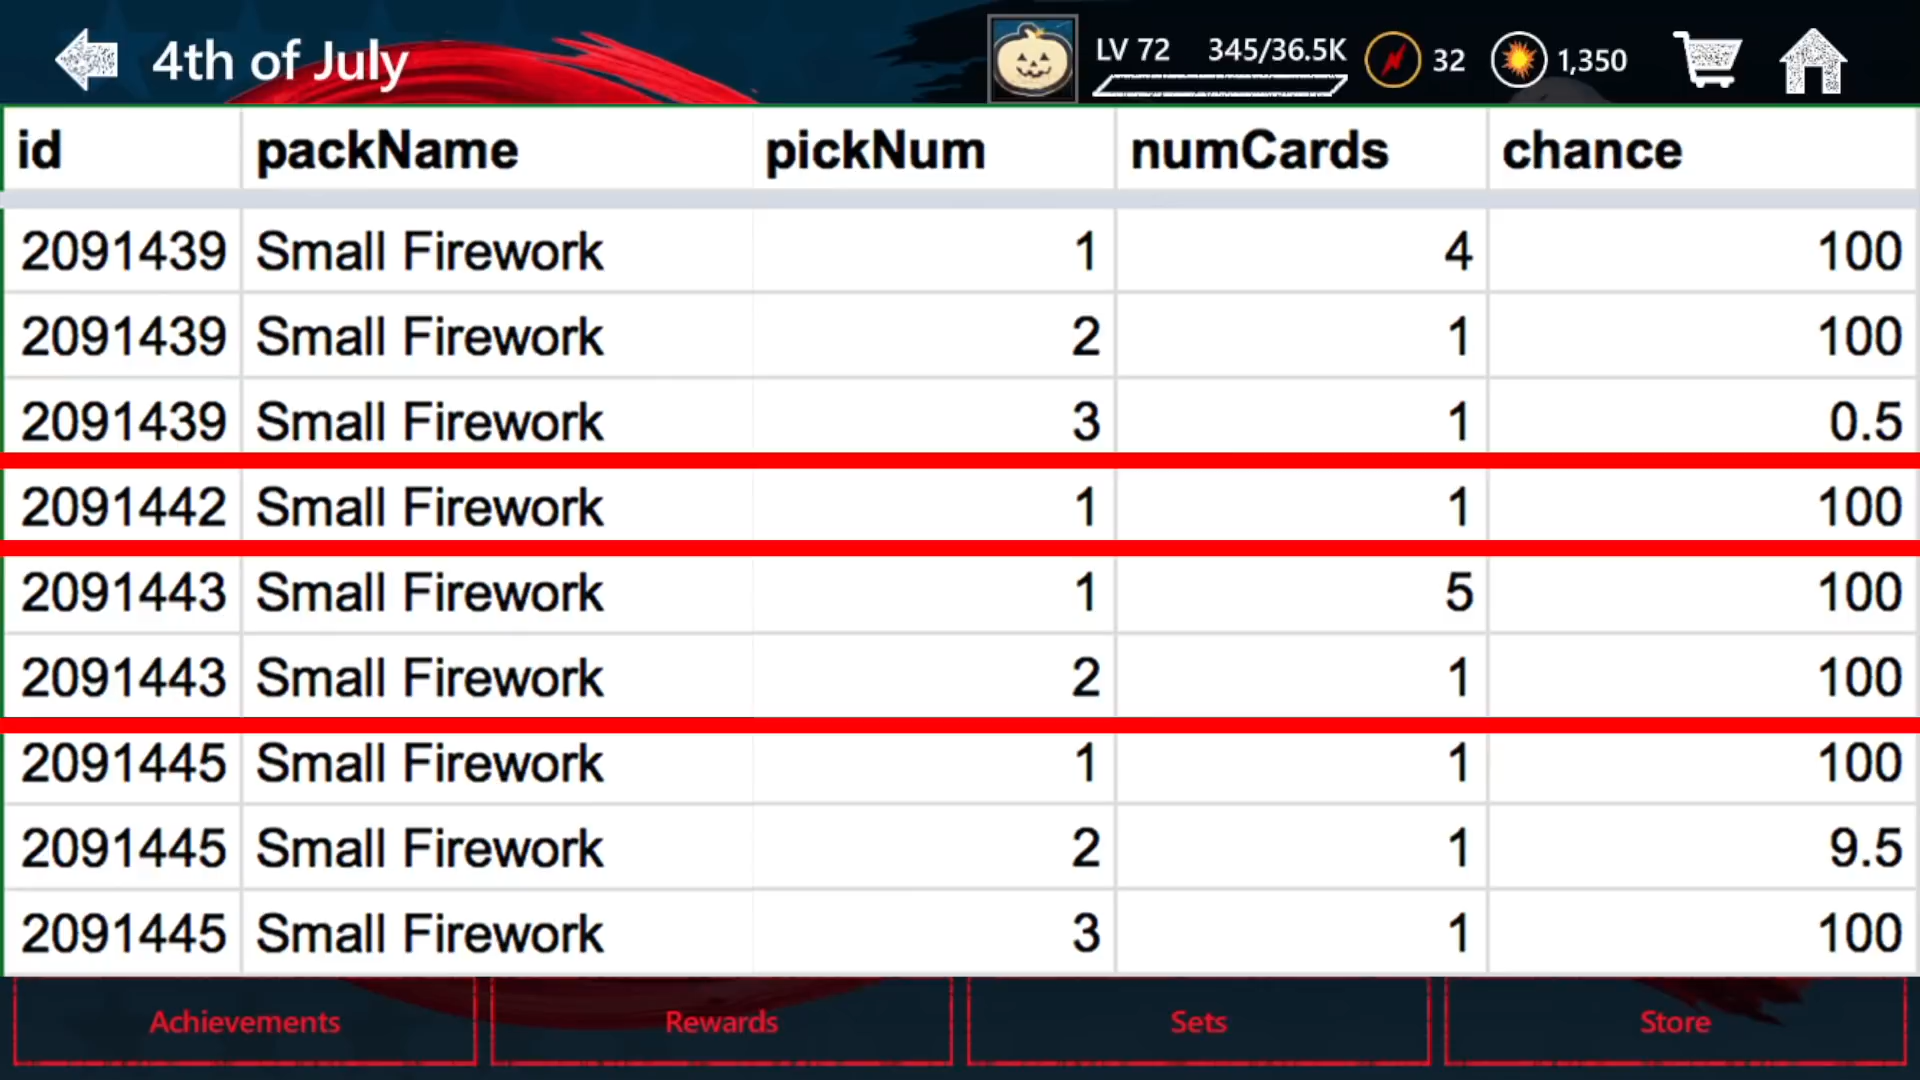 4th of July
LV 72 345/36.5K 32 1,350
id packName pickNum numCards chance
2091439 Small Firework 1 4 100
2091439 Small Firework 2 1 100
2091439 Small Firework 3 1 0.5
2091442 Small Firework 1 1 100
2091443 Small Firework 1 5 100
2091443 Small Firework 2 1 100
2091445 Small Firework 1 1 100
2091445 Small Firework 2 1 9.5
2091445 Small Firework 3 1 100
Achievements Rewards Sets Store